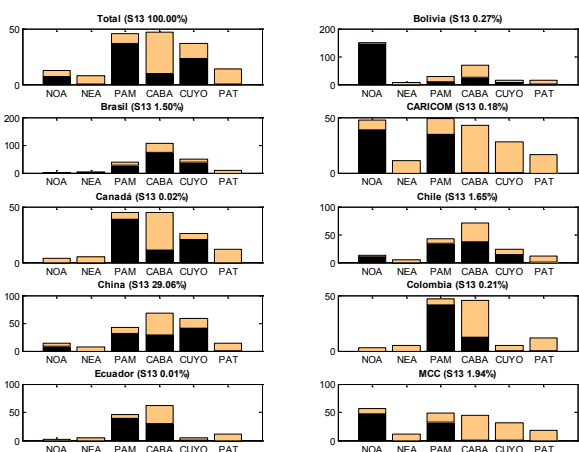 Total (S13 100.00%)
50
0
NOA NEA PAM CABA CUYO PAT
Bolivia (S13 0.27%)
200
100
0
NOA NEA PAM CABA CUYO PAT
Brasil (S13 1.50%)
200
100
0
NOA NEA PAM CABA CUYO PAT
CARICOM (S13 0.18%)
50
0
NOA NEA PAM CABA CUYO PAT
Canadá (S13 0.02%)
50
0
NOA NEA PAM CABA CUYO PAT
Chile (S13 1.65%)
100
50
0
NOA NEA PAM CABA CUYO PAT
China (S13 29.06%)
100
50
0
NOA NEA PAM CABA CUYO PAT
Colombia (S13 0.21%)
50
0
NOA NEA PAM CABA CUYO PAT
Ecuador (S13 0.01%)
100
50
0
NOA NEA PAM CABA CUYO PAT
MCC (S13 1.94%)
100
50
0
NOA NEA PAM CABA CUYO PAT